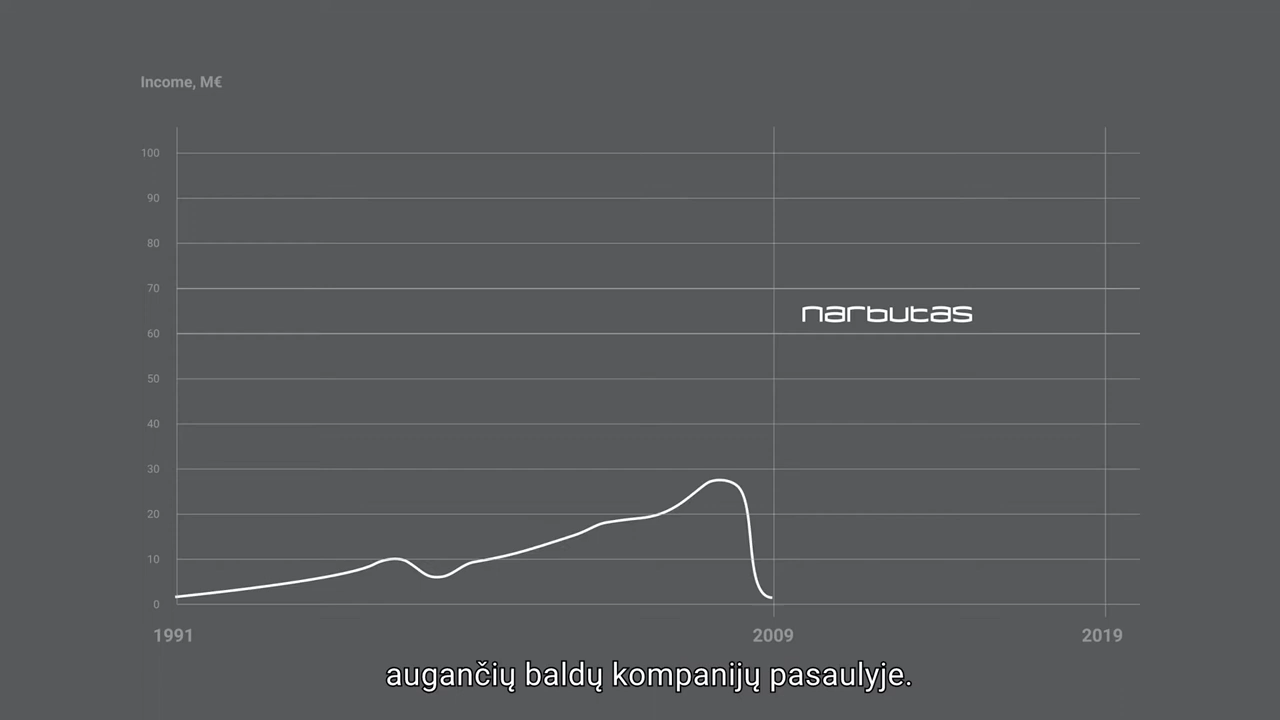 Income, M€
100
90
80
70
narbutas
60
50
40
30
20
10
0
1991 2009 2019
augančių baldų kompanijų pasaulyje.